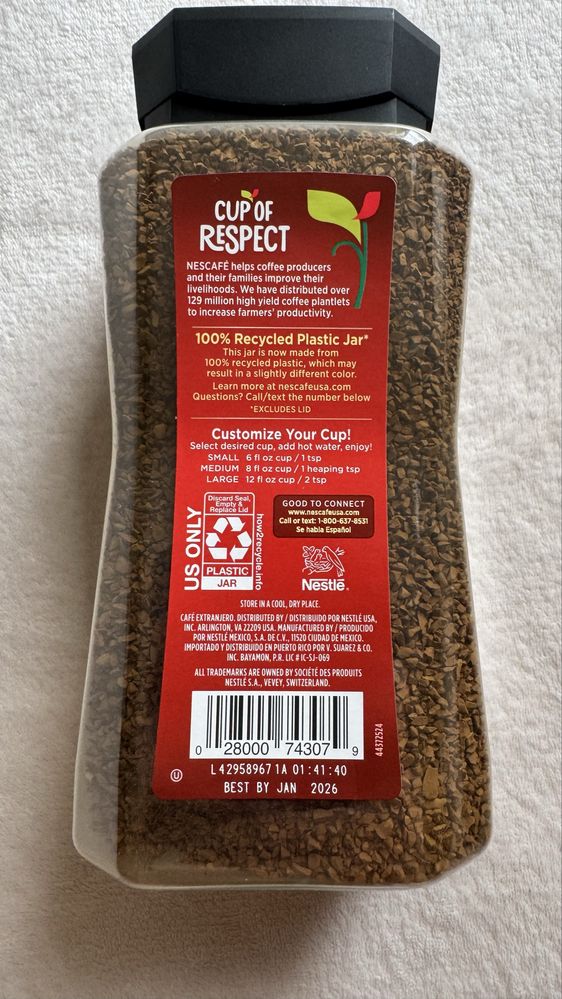 CUP OF
RESPECT
NESCAFÉ helps coffee producers
and their families improve their
livelihoods. We have distributed over
129 million high yield coffee plantlets
to increase farmers' productivity.
100% Recycled Plastic Jar*
This jar is now made from
100% recycled plastic, which may
result in a slightly different color.
Learn more at nescafeusa.com
Questions? Call/text the number below
*EXCLUDES LID
Customize Your Cup!
Select desired cup, add hot water, enjoy!
SMALL 6 fl oz cup / 1 tsp
MEDIUM 8 fl oz cup / 1 heaping tsp
LARGE 12 fl oz cup / 2 tsp
US ONLY
Discard Seal,
Empty &
Replace Lid
PLASTIC
JAR
how2recycle.info
GOOD TO CONNECT
www.nescafeusa.com
Call or text: 1-800-637-8531
Se habla Español
Nestlé®
STORE IN A COOL, DRY PLACE.
CAFÉ EXTRANJERO. DISTRIBUTED BY / DISTRIBUIDO POR NESTLÉ USA,
INC. ARLINGTON, VA 22209 USA. MANUFACTURED BY / PRODUCIDO
POR NESTLÉ MÉXICO, S.A. DE C.V., 11520 CIUDAD DE MÉXICO.
IMPORTADO Y DISTRIBUIDO EN PUERTO RICO POR V. SUAREZ & CO.
INC. BAYAMON, P.R. LIC # IC-SJ-069
ALL TRADEMARKS ARE OWNED BY SOCIÉTÉ DES PRODUITS
NESTLÉ S.A., VEVEY, SWITZERLAND.
0 28000 74307 9
44372524
U
L42958967 1A 01:41:40
BEST BY JAN 2026